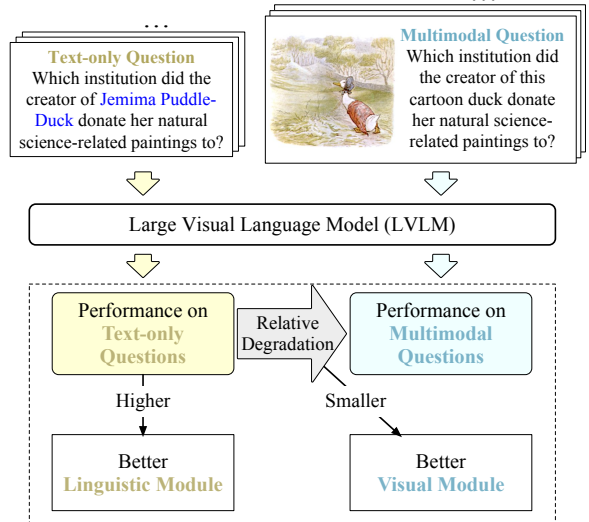 ...
Text-only Question
Which institution did the
creator of Jemima Puddle-
Duck donate her natural
science-related paintings to?
...
Multimodal Question
Which institution did
the creator of this
cartoon duck donate
her natural science-
related paintings to?
Large Visual Language Model (LVLM)
Performance on
Text-only
Questions
Relative
Degradation
Performance on
Multimodal
Questions
Higher
Smaller
Better
Linguistic Module
Better
Visual Module